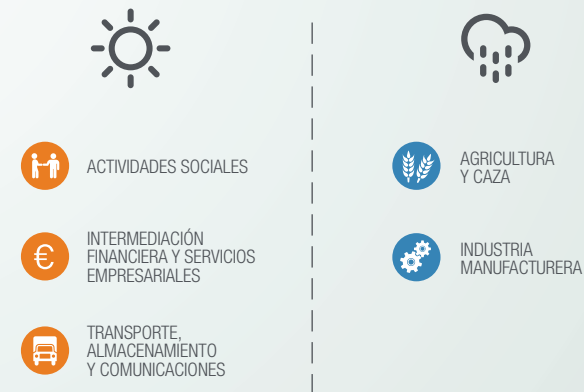 ACTIVIDADES SOCIALES
€
INTERMEDIACIÓN
FINANCIERA Y SERVICIOS
EMPRESARIALES
TRANSPORTE,
ALMACENAMIENTO
Y COMUNICACIONES
AGRICULTURA
Y CAZA
INDUSTRIA
MANUFACTURERA